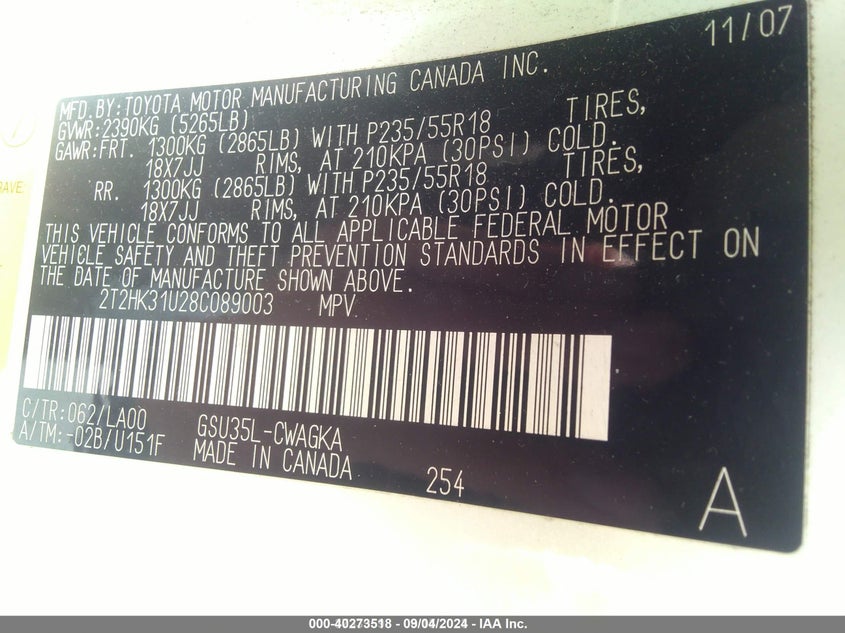 11/07
MFD.BY:TOYOTA MOTOR MANUFACTURING CANADA INC.
GVWR:2390KG (5265LB)
GAWR:FRT. 1300KG (2865LB) WITH P235/55R18 TIRES,
18X7JJ RIMS, AT 210KPA (30PSI) COLD.
RR. 1300KG (2865LB) WITH P235/55R18 TIRES,
18X7JJ RIMS, AT 210KPA (30PSI) COLD.
THIS VEHICLE CONFORMS TO ALL APPLICABLE FEDERAL MOTOR
VEHICLE SAFETY AND THEFT PREVENTION STANDARDS IN EFFECT ON
THE DATE OF MANUFACTURE SHOWN ABOVE.
2T2HK31U28C089003 MPV
C/TR:062/LA00 GSU35L-CWAGKA
A/TM:-02B/U151F MADE IN CANADA
254
A
000-40273518 - 09/04/2024 - IAA Inc.